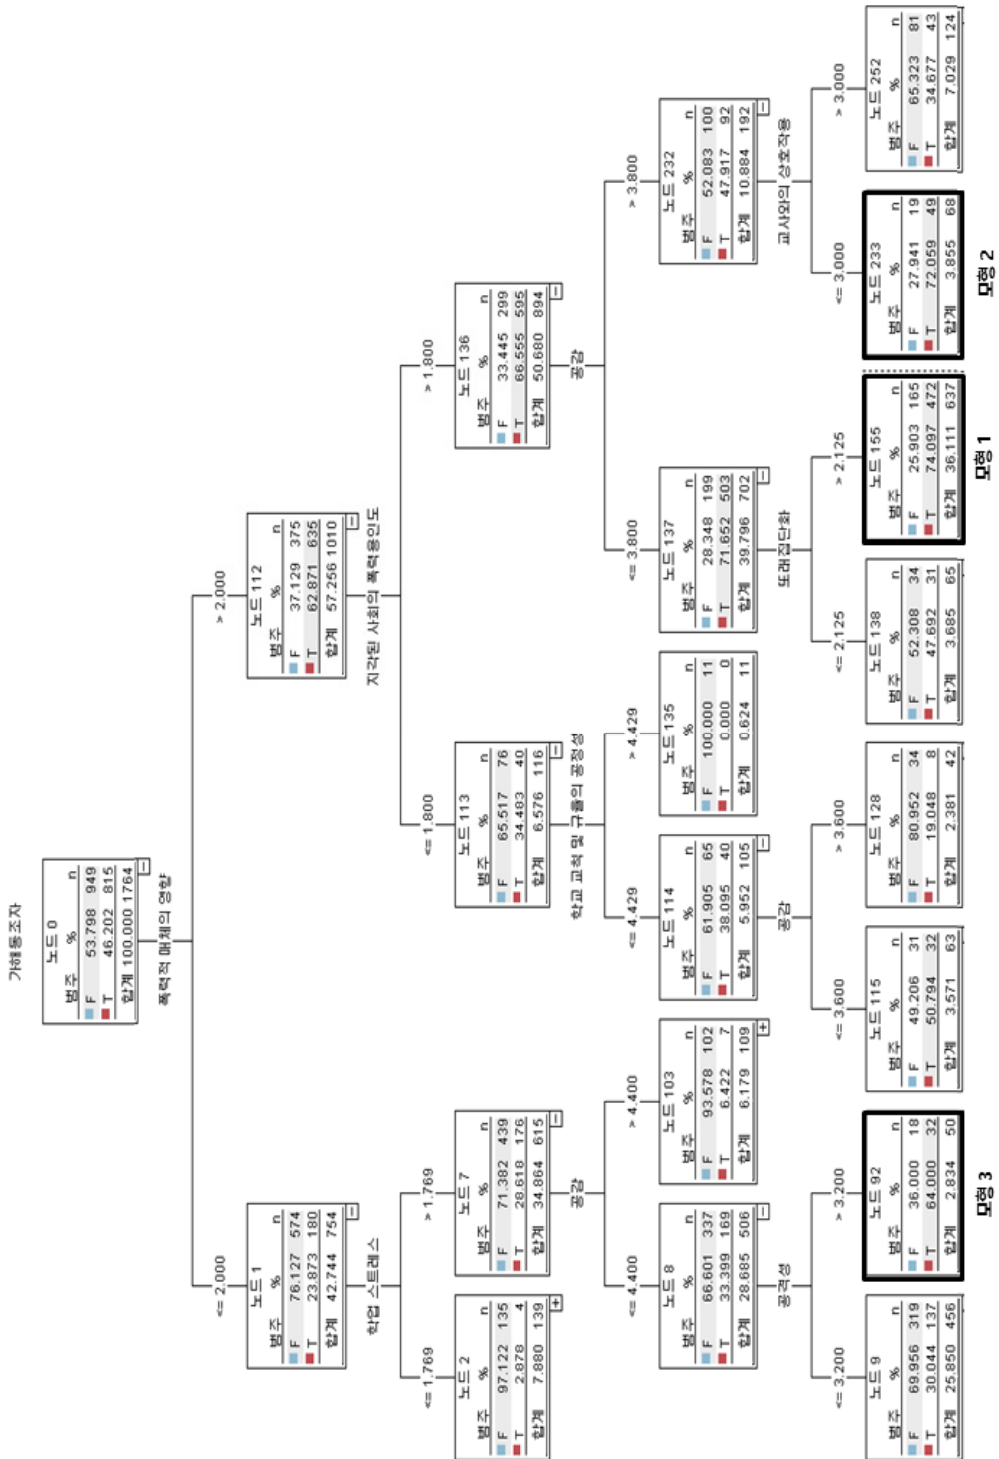 가해동조자
노드 0
범주 % n
F 53.798 949
T 46.202 815
합계 100.000 1764
폭력적 매체의 영향
<= 2.000
> 2.000
노드 1
범주 % n
F 76.127 574
T 23.873 180
합계 42.744 754
학업 스트레스
노드 112
범주 % n
F 37.129 375
T 62.871 635
합계 57.256 1010
지각된 사회의 폭력용인도
<= 1.769
> 1.769
<= 1.800
> 1.800
노드 2
범주 % n
F 97.122 135
T 2.878 4
합계 7.880 139
노드 7
범주 % n
F 71.382 439
T 28.618 176
합계 34.864 615
공감
노드 113
범주 % n
F 65.517 76
T 34.483 40
합계 6.576 116
학교 교칙 및 규율의 공정성
노드 136
범주 % n
F 33.445 299
T 66.555 595
합계 50.680 894
공감
<= 4.400
> 4.400
<= 4.429
> 4.429
<= 3.800
> 3.800
노드 8
범주 % n
F 66.601 337
T 33.399 169
합계 28.685 506
공격성
노드 103
범주 % n
F 93.578 102
T 6.422 7
합계 6.179 109
노드 114
범주 % n
F 61.905 65
T 38.095 40
합계 5.952 105
공감
노드 135
범주 % n
F 100.000 11
T 0.000 0
합계 0.624 11
노드 137
범주 % n
F 28.348 199
T 71.652 503
합계 39.796 702
또래집단화
노드 232
범주 % n
F 52.083 100
T 47.917 92
합계 10.884 192
교사와의 상호작용
<= 3.200
> 3.200
<= 3.600
> 3.600
<= 2.125
> 2.125
<= 3.000
> 3.000
노드 9
범주 % n
F 69.956 319
T 30.044 137
합계 25.850 456
노드 92
범주 % n
F 36.000 18
T 64.000 32
합계 2.834 50
노드 115
범주 % n
F 49.206 31
T 50.794 32
합계 3.571 63
노드 128
범주 % n
F 80.952 34
T 19.048 8
합계 2.381 42
노드 138
범주 % n
F 52.308 34
T 47.692 31
합계 3.685 65
노드 155
범주 % n
F 25.903 165
T 74.097 472
합계 36.111 637
노드 233
범주 % n
F 27.941 19
T 72.059 49
합계 3.855 68
노드 252
범주 % n
F 65.323 81
T 34.677 43
합계 7.029 124
모형 3
모형 1
모형 2